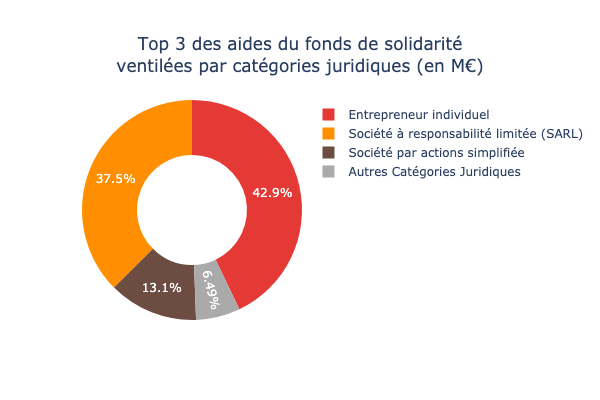 Top 3 des aides du fonds de solidarité
ventilées par catégories juridiques (en M€)
Entrepreneur individuel
Société à responsabilité limitée (SARL)
Société par actions simplifiée
Autres Catégories Juridiques
37.5%
42.9%
13.1%
6.49%